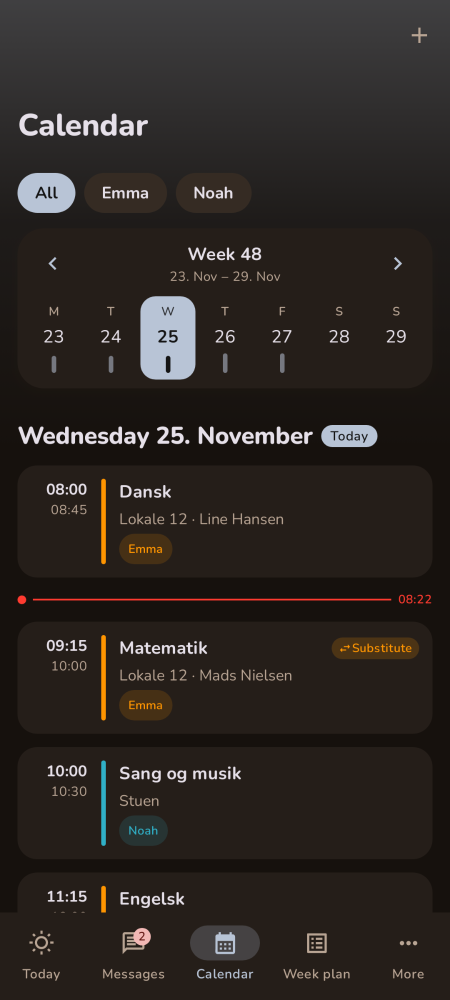 Calendar
All Emma Noah
Week 48
23. Nov – 29. Nov
M T W T F S S
23 24 25 26 27 28 29
Wednesday 25. November Today
08:00 Dansk
08:45 Lokale 12 · Line Hansen
Emma
08:22
09:15 Matematik Substitute
10:00 Lokale 12 · Mads Nielsen
Emma
10:00 Sang og musik
10:30 Stuen
Noah
11:15 Engelsk
2
Today Messages Calendar Week plan More